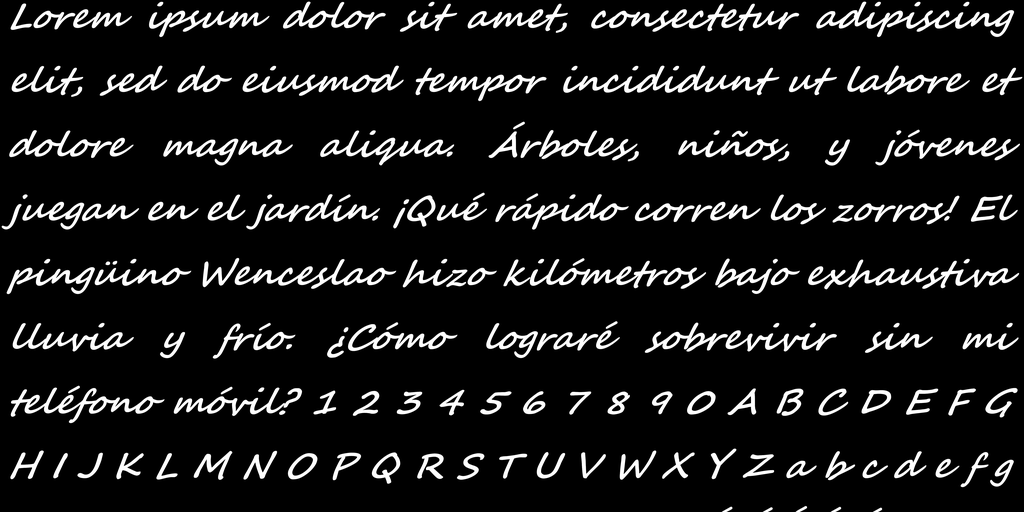 Lorem ipsum dolor sit amet, consectetur adipiscing
elit, sed do eiusmod tempor incididunt ut labore et
dolore magna aliqua. Árboles, niños, y jóvenes
juegan en el jardín. ¡Qué rápido corren los zorros! El
pingüino Wenceslao hizo kilómetros bajo exhaustiva
lluvia y frío. ¿Cómo lograré sobrevivir sin mi
teléfono móvil? 1 2 3 4 5 6 7 8 9 0 A B C D E F G
H I J K L M N O P Q R S T U V W X Y Z a b c d e f g